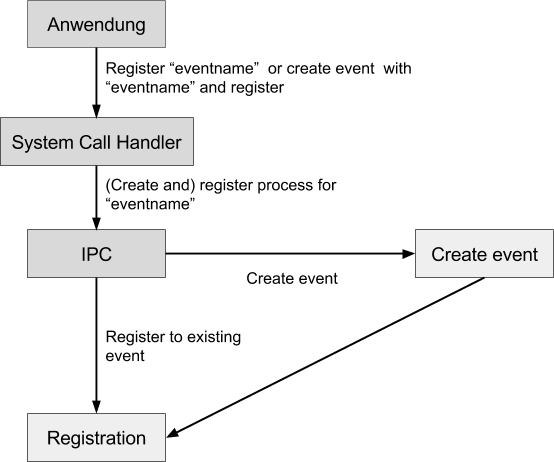 Anwendung
Register “eventname”  or create event  with
“eventname” and register
System Call Handler
(Create and) register process for
“eventname”
IPC
Create event
Create event
Register to existing
event
Registration